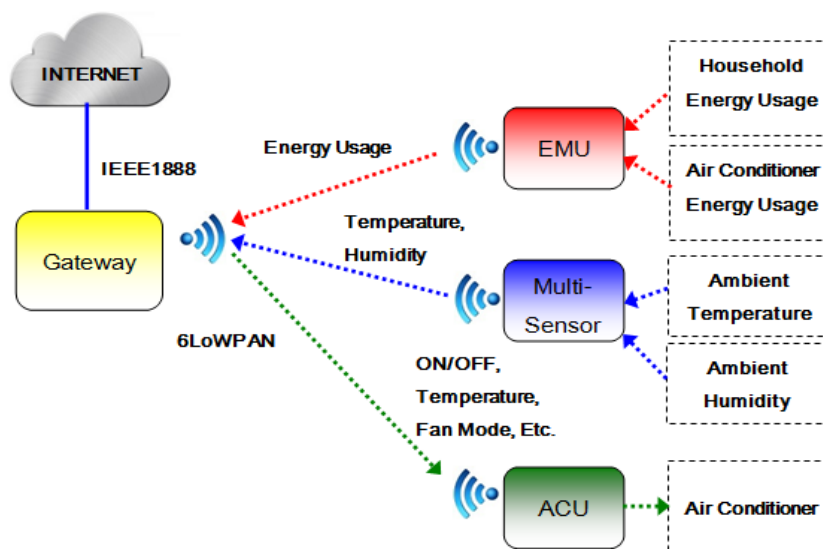 INTERNET
IEEE1888
Gateway
Energy Usage
Temperature,
Humidity
6LoWPAN
ON/OFF,
Temperature,
Fan Mode, Etc.
EMU
Multi-
Sensor
ACU
Household
Energy Usage
Air Conditioner
Energy Usage
Ambient
Temperature
Ambient
Humidity
Air Conditioner